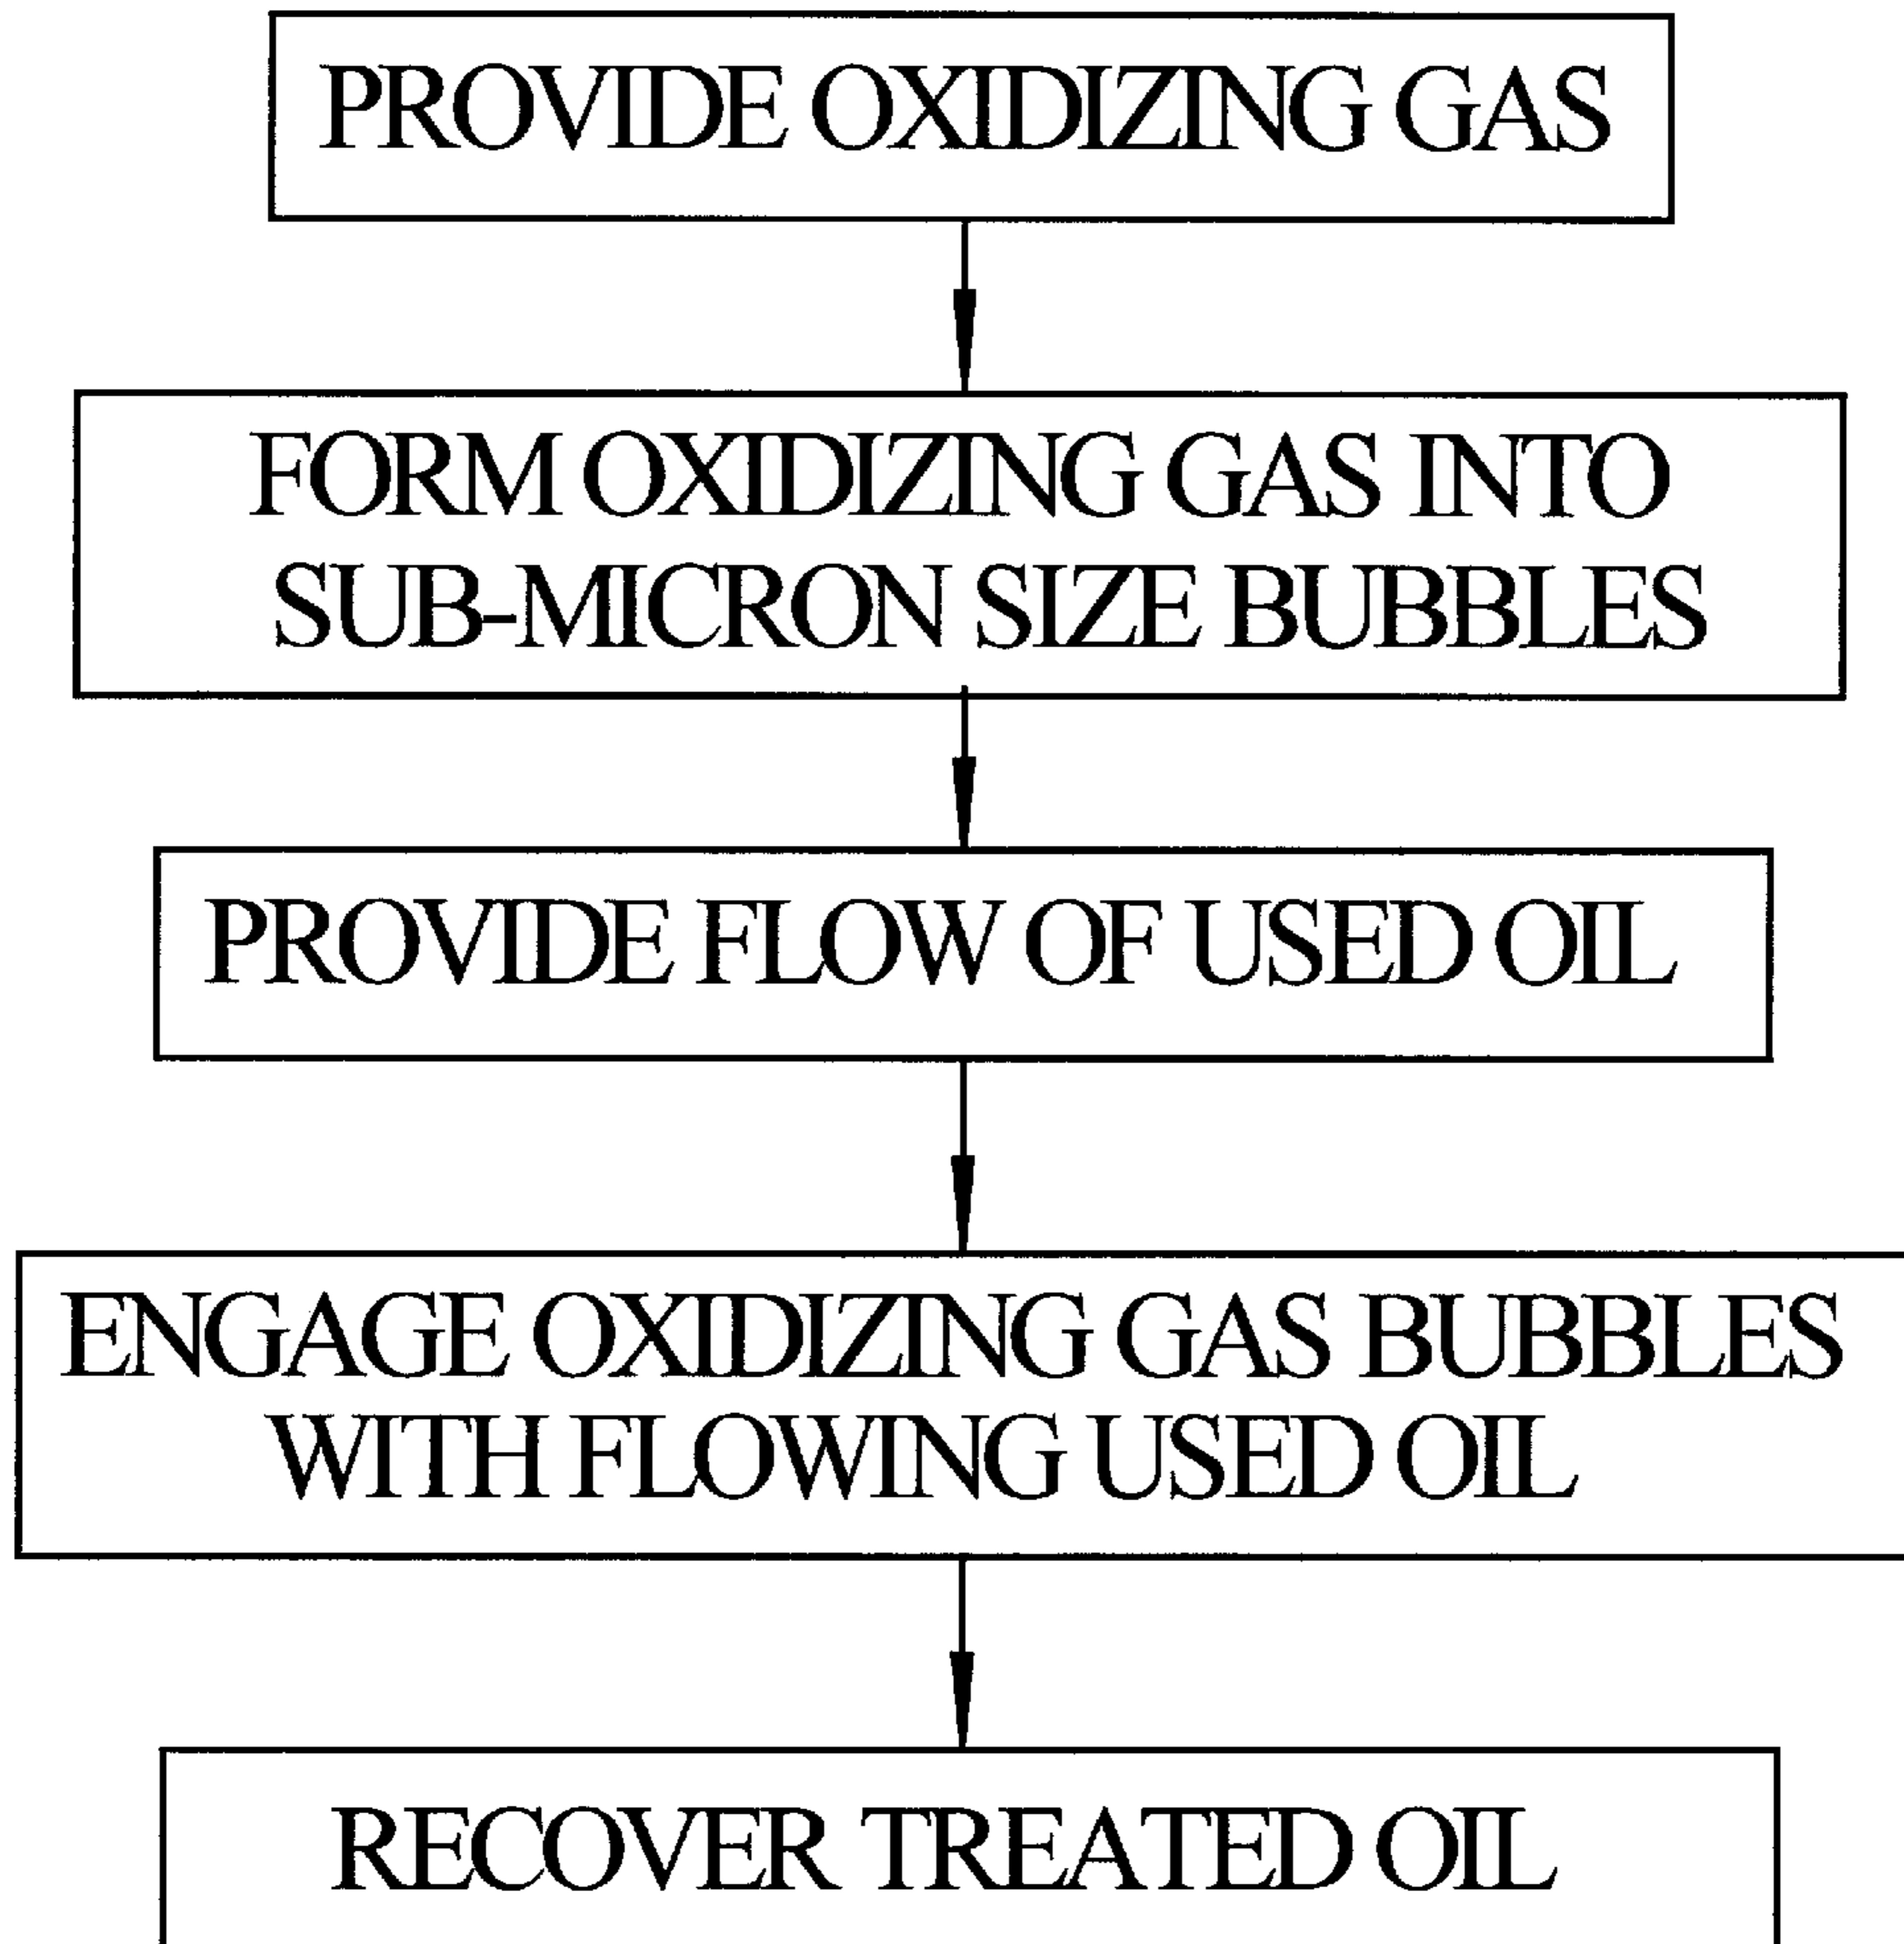 PROVIDE OXIDIZING GAS
FORM OXIDIZING GAS INTO
SUB-MICRON SIZE BUBBLES
PROVIDE FLOW OF USED OIL
ENGAGE OXIDIZING GAS BUBBLES
WITH FLOWING USED OIL
RECOVER TREATED OIL